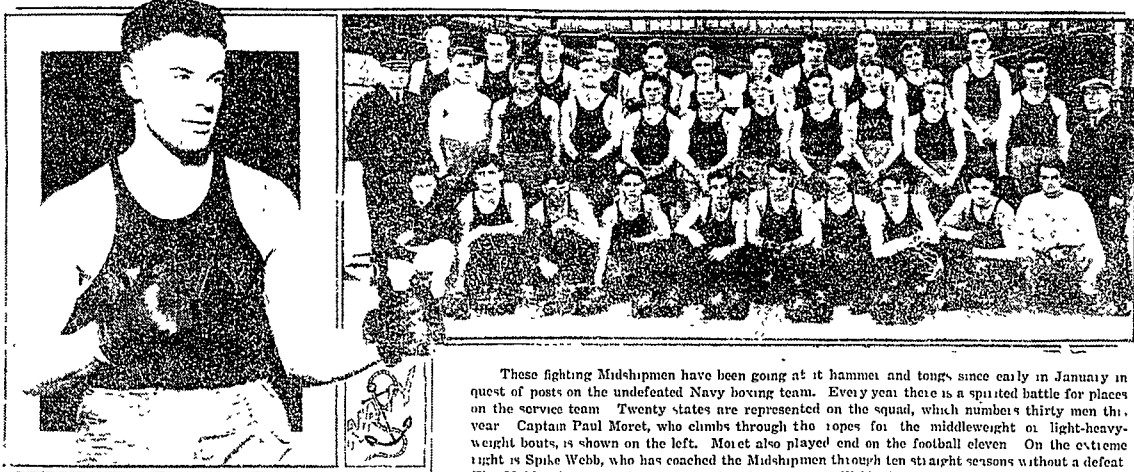 These fighting Midshipmen have been going at it hammer and tongs since early in January in
quest of posts on the undefeated Navy boxing team. Every year there is a spirited battle for places
on the service team Twenty states are represented on the squad, which numbers thirty men this
year Captain Paul Moret, who climbs through the ropes for the middleweight or light-heavy-
weight bouts, is shown on the left. Moret also played end on the football eleven On the extreme
right is Spike Webb, who has coached the Midshipmen through ten straight seasons without a defeat